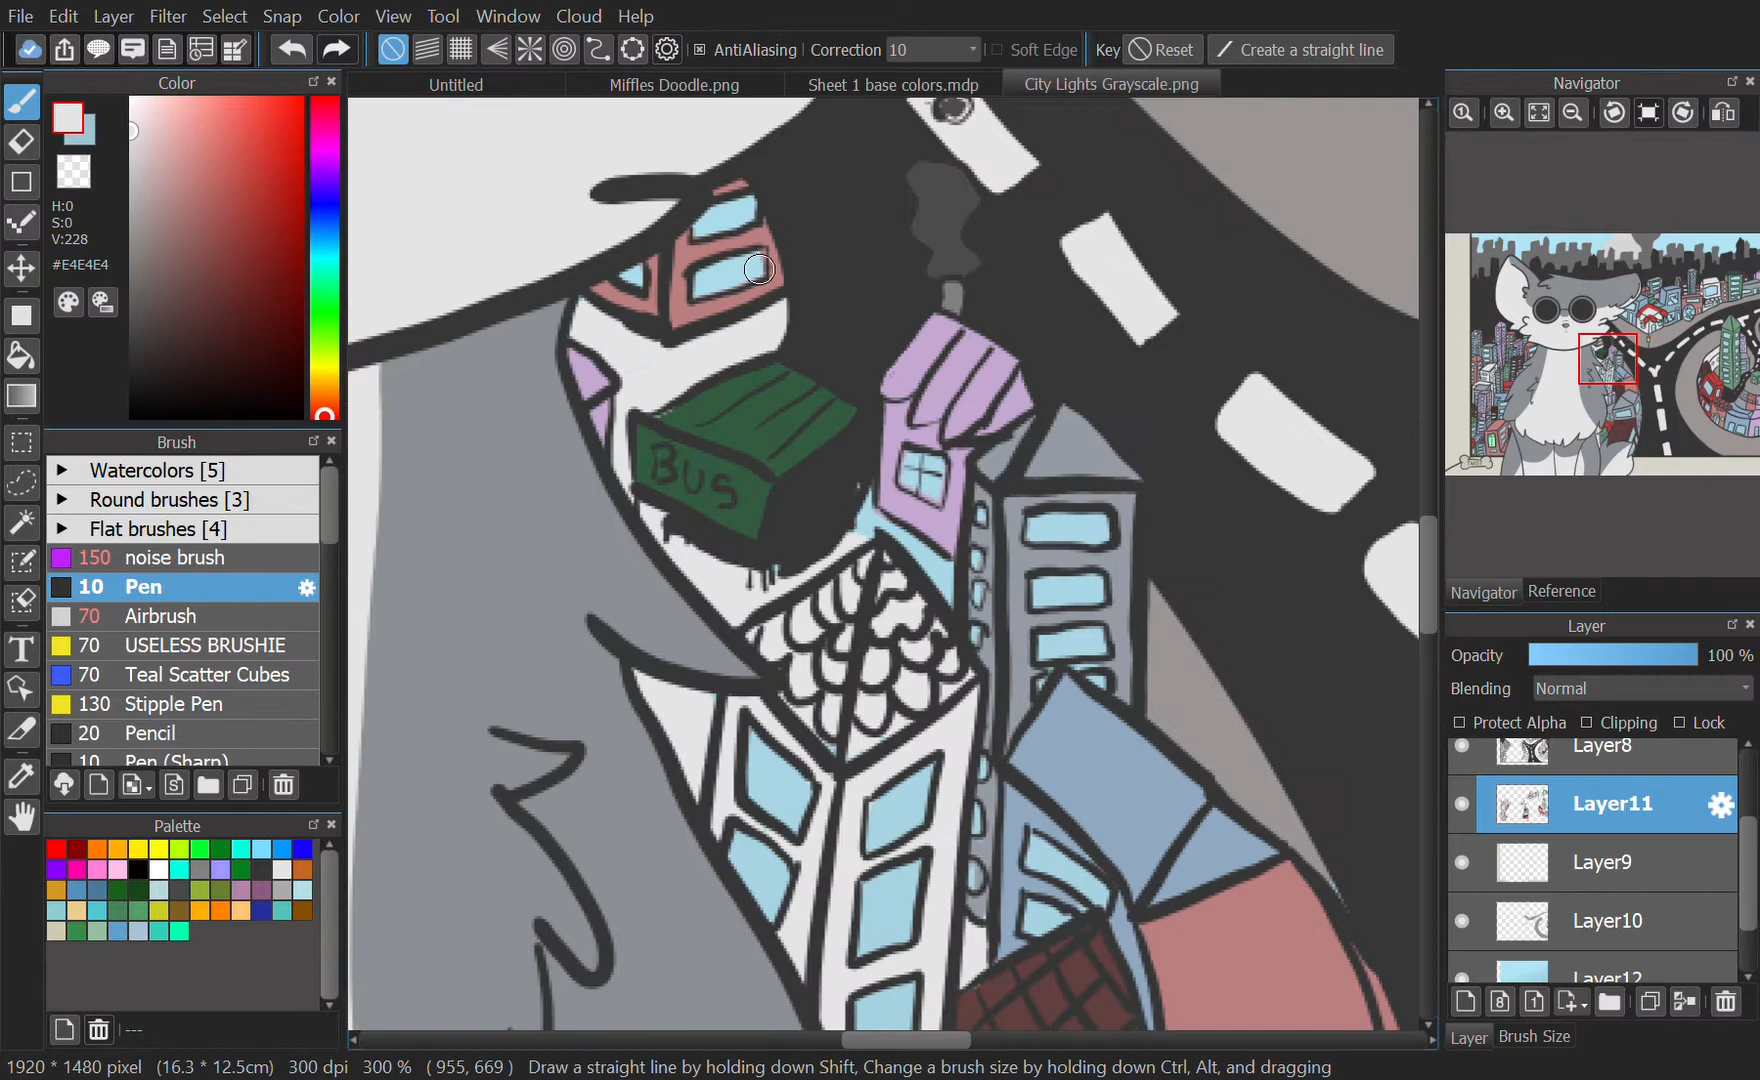 File Edit Layer Filter Select Snap Color View Tool Window Cloud Help
AntiAliasing Correction 10 Soft Edge Key Reset Create a straight line
Color
Untitled Miffles Doodle.png Sheet 1 base colors.mdp City Lights Grayscale.png
Navigator
H:0
S:0
V:228
#E4E4E4
Brush
Watercolors [5]
Round brushes [3]
Flat brushes [4]
150 noise brush
10 Pen
70 Airbrush
70 USELESS BRUSHIE
70 Teal Scatter Cubes
130 Stipple Pen
20 Pencil
10 Pen (Sharp)
Palette
---
BUS
Navigator Reference
Layer
Opacity 100 %
Blending Normal
Protect Alpha Clipping Lock
Layer8
Layer11
Layer9
Layer10
Layer12
Layer Brush Size
1920 * 1480 pixel (16.3 * 12.5cm) 300 dpi 300 % ( 955, 669 ) Draw a straight line by holding down Shift, Change a brush size by holding down Ctrl, Alt, and dragging